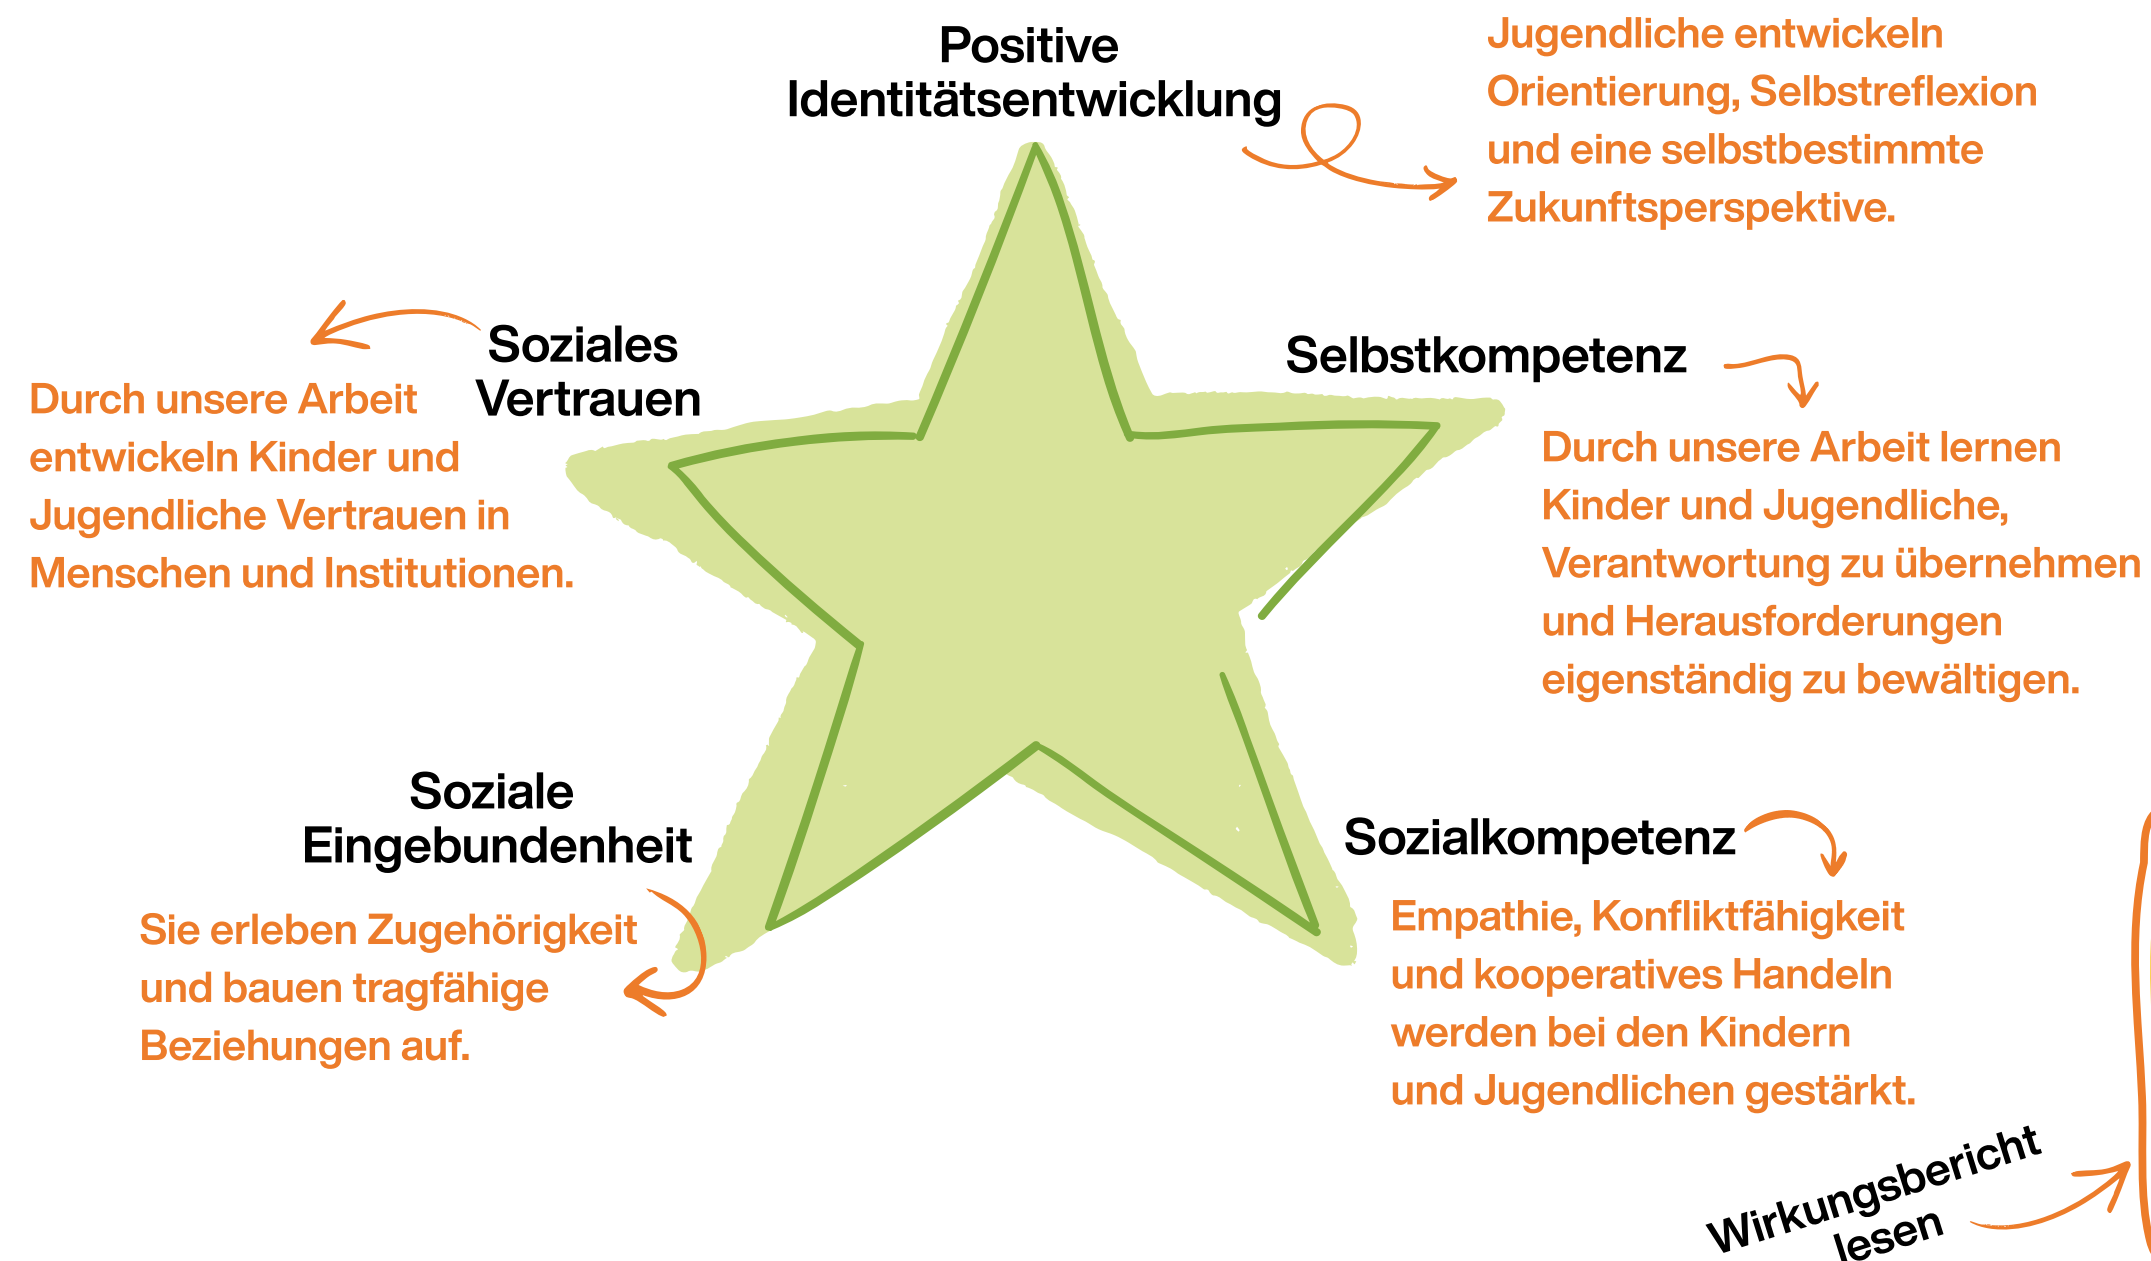 Positive
Identitätsentwicklung
Jugendliche entwickeln
Orientierung, Selbstreflexion
und eine selbstbestimmte
Zukunftsperspektive.
Soziales
Vertrauen
Durch unsere Arbeit
entwickeln Kinder und
Jugendliche Vertrauen in
Menschen und Institutionen.
Selbstkompetenz
Durch unsere Arbeit lernen
Kinder und Jugendliche,
Verantwortung zu übernehmen
und Herausforderungen
eigenständig zu bewältigen.
Soziale
Eingebundenheit
Sie erleben Zugehörigkeit
und bauen tragfähige
Beziehungen auf.
Sozialkompetenz
Empathie, Konfliktfähigkeit
und kooperatives Handeln
werden bei den Kindern
und Jugendlichen gestärkt.
Wirkungsbericht
lesen